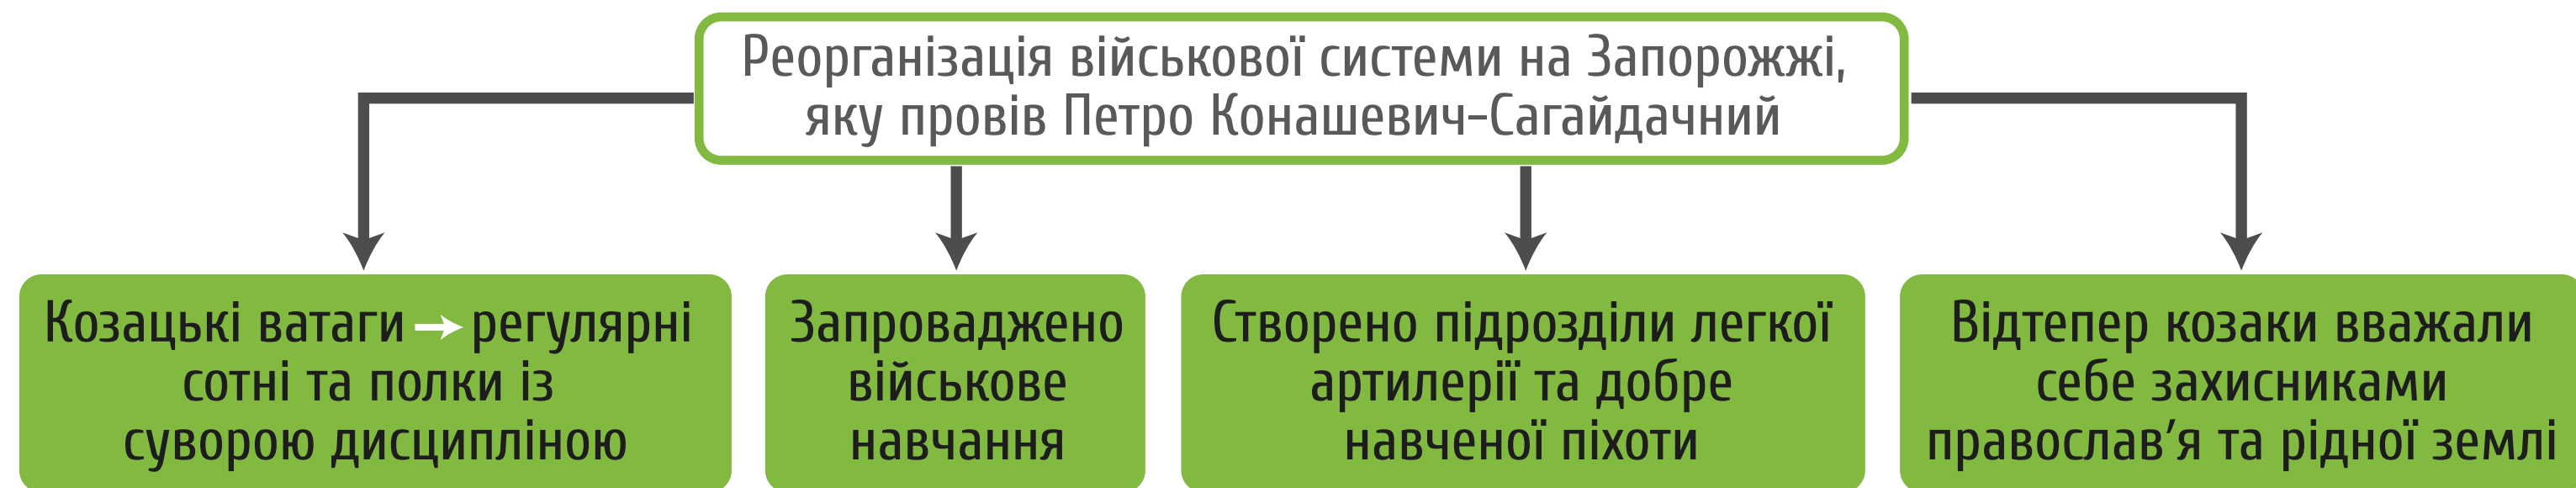 Реорганізація військової системи на Запорожжі,
яку провів Петро Конашевич-Сагайдачний
Козацькі ватаги → регулярні
сотні та полки із
суворою дисципліною
Запроваджено
військове
навчання
Створено підрозділи легкої
артилерії та добре
навченої піхоти
Відтепер козаки вважали
себе захисниками
православ’я та рідної землі